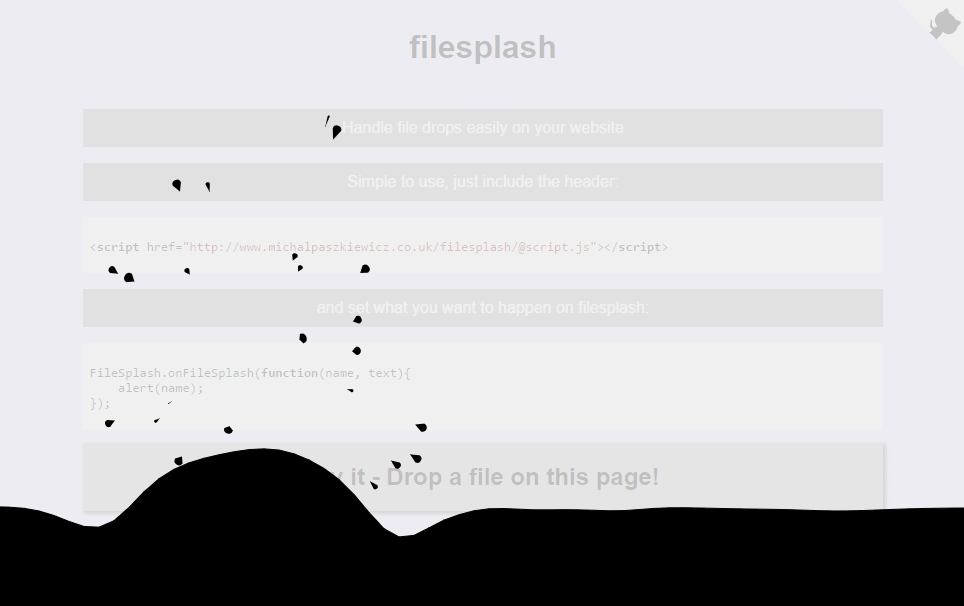 filesplash
Handle file drops easily on your website
Simple to use, just include the header:
<script href="http://www.michalpaszkiewicz.co.uk/filesplash/@script.js"></script>
and set what you want to happen on filesplash:
FileSplash.onFileSplash(function(name, text){
    alert(name);
});
it - Drop a file on this page!